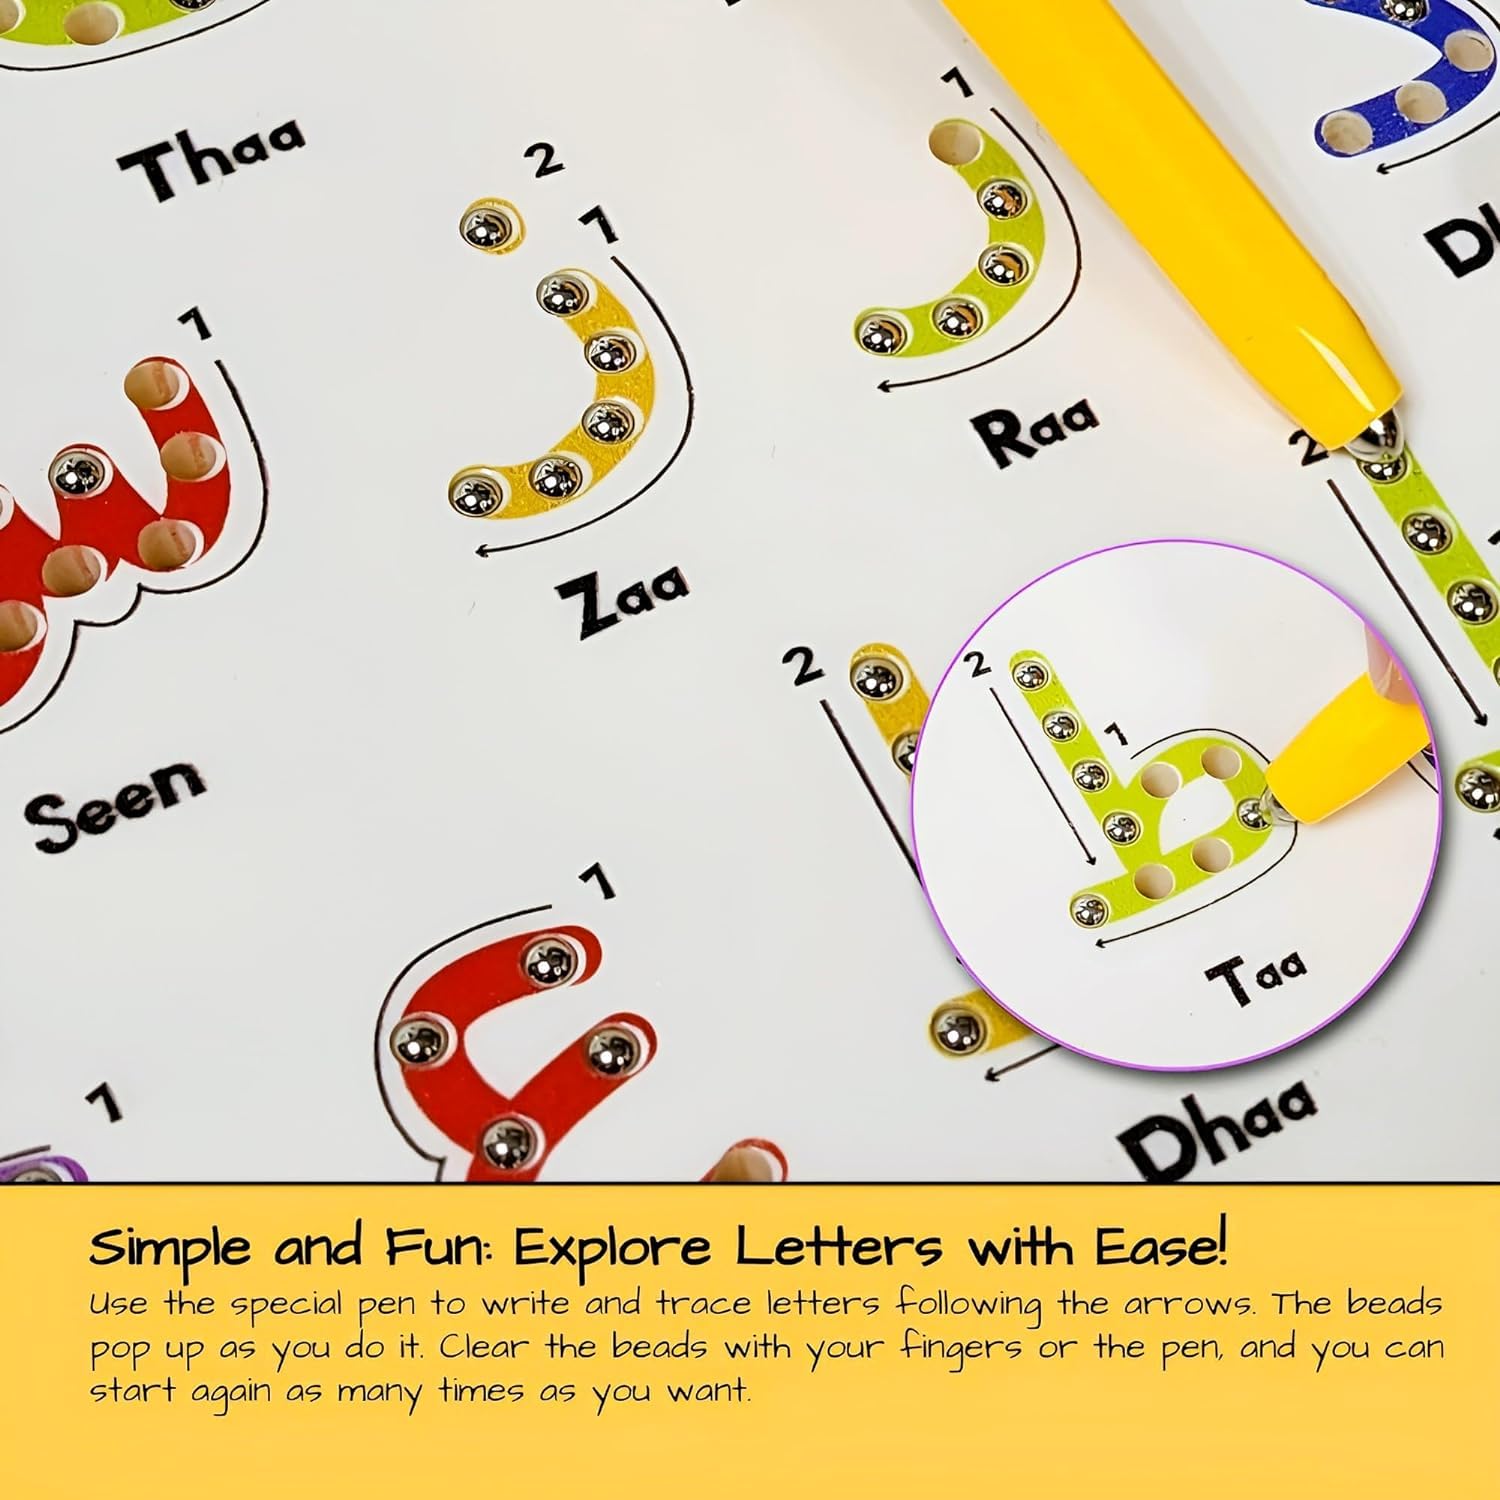 Thaa
2
1
ز
Zaa
1
ر
Raa
1
Seen
2
2
1
ط
Taa
1
Dhaa
1
Simple and Fun: Explore Letters with Ease!
Use the special pen to write and trace letters following the arrows. The beads
pop up as you do it. Clear the beads with your fingers or the pen, and you can
start again as many times as you want.